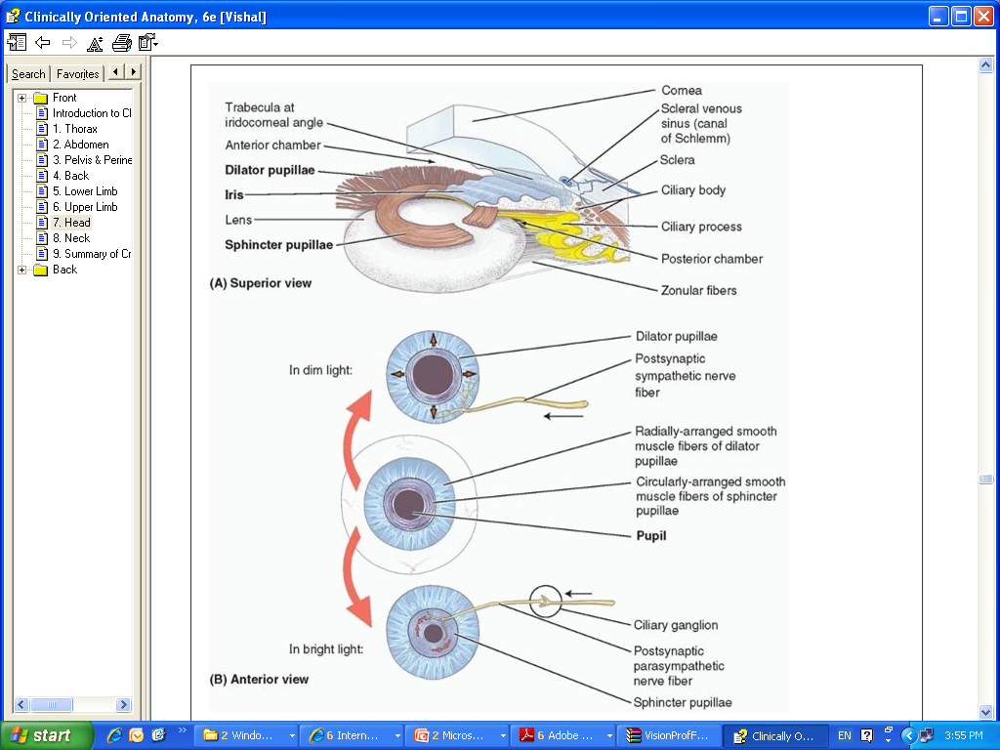 Clinically Oriented Anatomy, 6e [Vishal]
Search
Favorites
Front
Introduction to Cl
1. Thorax
2. Abdomen
3. Pelvis & Perine
4. Back
5. Lower Limb
6. Upper Limb
7. Head
8. Neck
9. Summary of Cr
Back
Trabecula at
iridocorneal angle
Anterior chamber
Dilator pupillae
Iris
Lens
Sphincter pupillae
(A) Superior view
Cornea
Scleral venous
sinus (canal
of Schlemm)
Sclera
Ciliary body
Ciliary process
Posterior chamber
Zonular fibers
In dim light:
Dilator pupillae
Postsynaptic
sympathetic nerve
fiber
Radially-arranged smooth
muscle fibers of dilator
pupillae
Circularly-arranged smooth
muscle fibers of sphincter
pupillae
Pupil
In bright light:
Ciliary ganglion
Postsynaptic
parasympathetic
nerve fiber
Sphincter pupillae
(B) Anterior view
start
2 Windo...
6 Intern...
2 Micros...
6 Adobe ...
VisionProfF...
Clinically O...
EN
3:55 PM